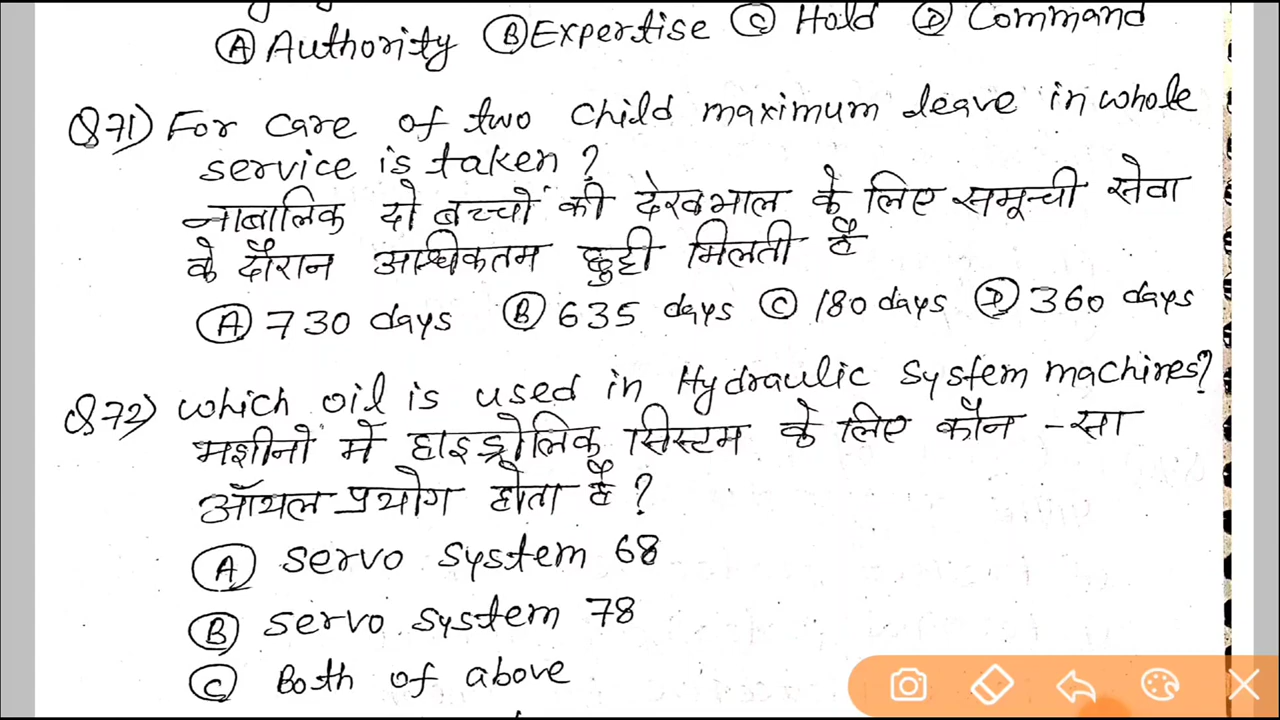 Ⓐ Authority Ⓑ Expertise Ⓒ Hold Ⓓ Command
Q71) For care of two child maximum leave in whole
service is taken ?
नाबालिक दो बच्चों की देखभाल के लिए समूची सेवा
के दौरान अधिकतम छुट्टी मिलती है
Ⓐ 730 days Ⓑ 635 days Ⓒ 180 days Ⓓ 360 days
Q72) Which oil is used in Hydraulic system machines?
मशीनों में हाइड्रोलिक सिस्टम के लिए कौन-सा
ऑयल प्रयोग होता है ?
Ⓐ Servo system 68
Ⓑ Servo system 78
Ⓒ Both of above